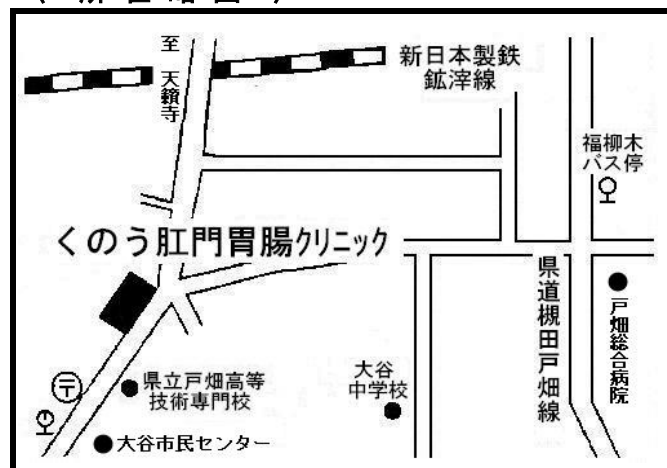 至
天籟寺
新日本製鉄
鉱滓線
福柳木
バス停
くのう肛門胃腸クリニック
県道槻田戸畑線
戸畑総合病院
大谷
中学校
県立戸畑高等
技術専門校
大谷市民センター
〒